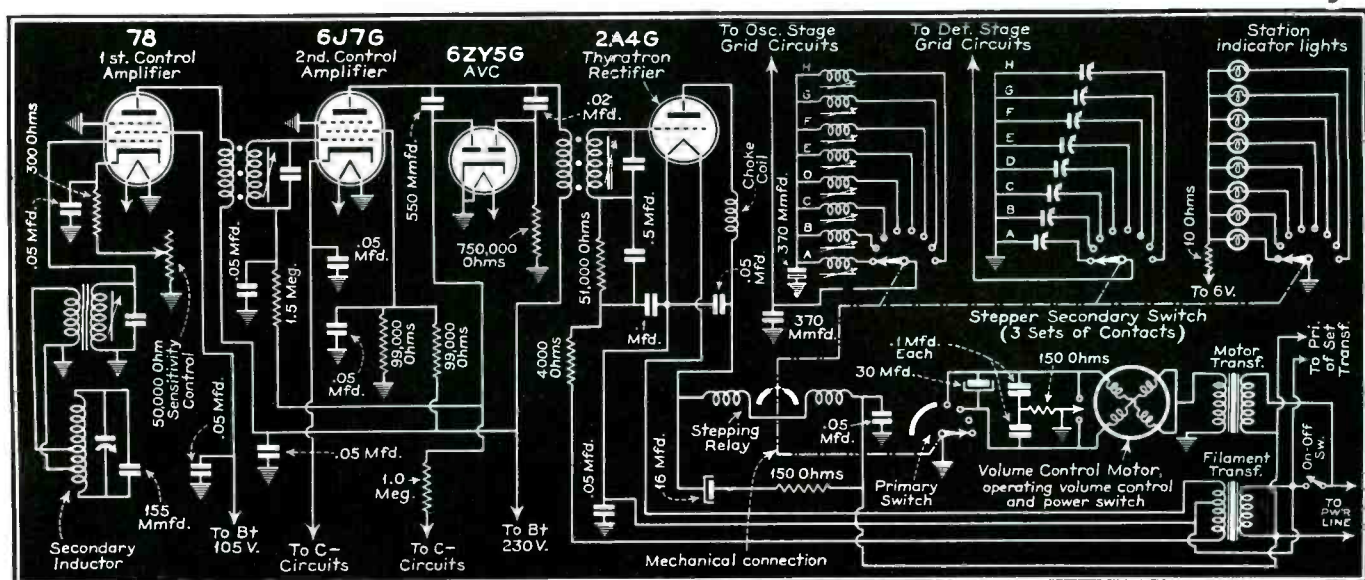 78
1st. Control
Amplifier
6J7G
2nd. Control
Amplifier
6ZY5G
AVC
2A4G
Thyratron
Rectifier
To Osc. Stage
Grid Circuits
To Det. Stage
Grid Circuits
Station
indicator lights
300 Ohms
.05 Mfd.
50,000 Ohm
Sensitivity
Control
.05 Mfd.
155
Mmfd.
Secondary
Inductor
To B+
105 V.
.05 Mfd.
1.5 Meg.
.05 Mfd.
.05
Mfd.
.05
Mfd.
99,000
Ohms
99,000
Ohms
550 Mmfd.
750,000
Ohms
.02
Mfd.
1.0
Meg.
To C-
Circuits
To C-
Circuits
To B+
230 V.
51,000 Ohms
.5 Mfd.
.1
Mfd.
4000
Ohms
.05 Mfd.
Choke
Coil
.05
Mfd
370 Mmfd.
H
G
F
E
D
C
B
A
370
Mmfd.
H
G
F
E
D
C
B
A
10 Ohms
To 6V.
Stepper Secondary Switch
(3 Sets of Contacts)
Stepping
Relay
.05
Mfd.
16 Mfd.
150 Ohms
Mechanical connection
Primary
Switch
.1 Mfd.
Each
30 Mfd.
150 Ohms
Volume Control Motor,
operating volume control
and power switch
Motor
Transf.
To Pri.
of Set
Transf.
Filament
Transf.
On-Off
Sw.
TO
PWR
LINE